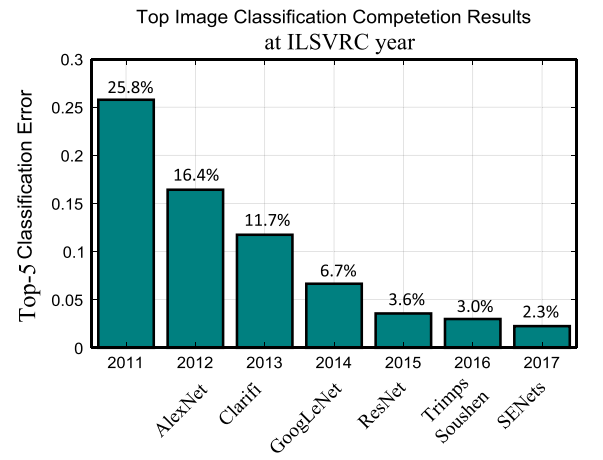 Top Image Classification Competetion Results
at ILSVRC year
Top-5 Classification Error
0.3
0.25
0.2
0.15
0.1
0.05
0
25.8%
16.4%
11.7%
6.7%
3.6%
3.0%
2.3%
2011
2012
2013
2014
2015
2016
2017
AlexNet
Clarifi
GoogLeNet
ResNet
Trimps
Soushen
SENets